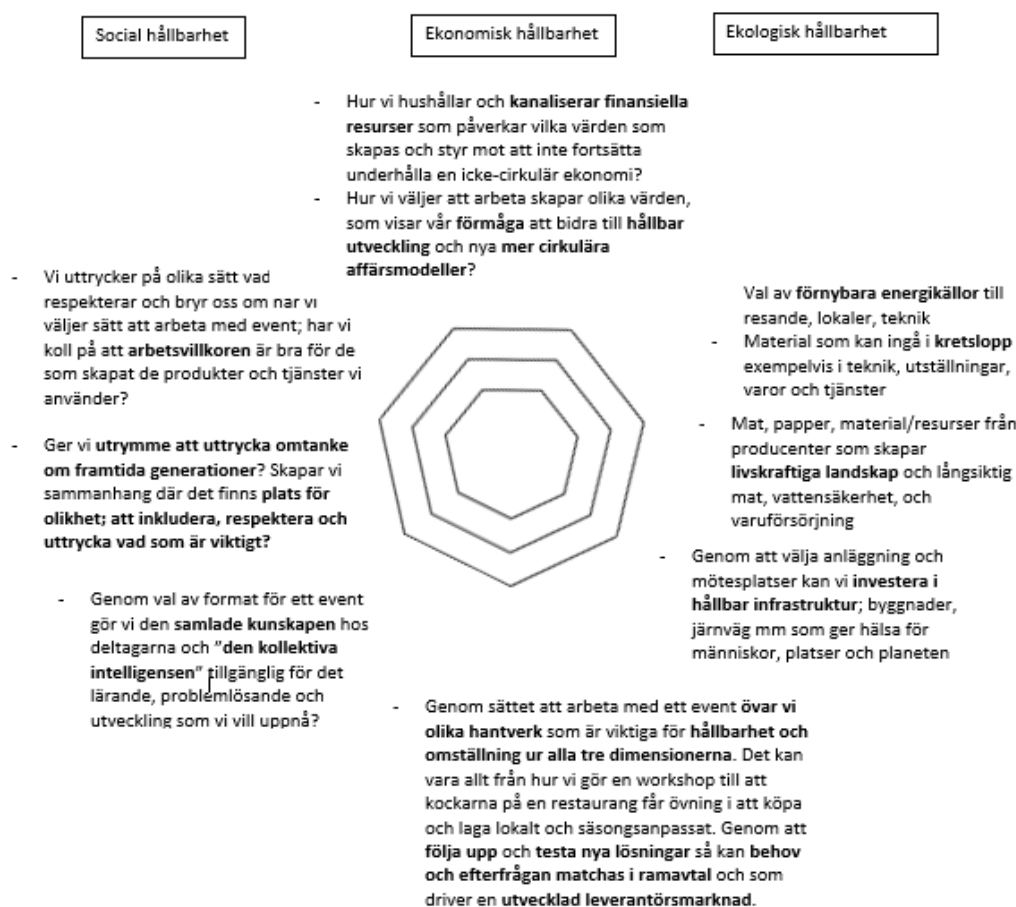 Social hållbarhet
Ekonomisk hållbarhet
Ekologisk hållbarhet
- Hur vi hushållar och kanaliserar finansiella
resurser som påverkar vilka värden som
skapas och styr mot att inte fortsätta
underhålla en icke-cirkulär ekonomi?
- Hur vi väljer att arbeta skapar olika värden,
som visar vår förmåga att bidra till hållbar
utveckling och nya mer cirkulära
affärsmodeller?
- Vi uttrycker på olika sätt vad
respekterar och bryr oss om nar vi
väljer sätt att arbeta med event; har vi
koll på att arbetsvillkoren är bra för de
som skapat de produkter och tjänster vi
använder?
- Ger vi utrymme att uttrycka omtanke
om framtida generationer? Skapar vi
sammanhang där det finns plats för
olikhet; att inkludera, respektera och
uttrycka vad som är viktigt?
- Genom val av format för ett event
gör vi den samlade kunskapen hos
deltagarna och ”den kollektiva
intelligensen” tillgänglig för det
lärande, problemlösande och
utveckling som vi vill uppnå?
Val av förnybara energikällor till
resande, lokaler, teknik
- Material som kan ingå i kretslopp
exempelvis i teknik, utställningar,
varor och tjänster
- Mat, papper, material/resurser från
producenter som skapar
livskraftiga landskap och långsiktig
mat, vattensäkerhet, och
varuförsörjning
- Genom att välja anläggning och
mötesplatser kan vi investera i
hållbar infrastruktur; byggnader,
järnväg mm som ger hälsa för
människor, platser och planeten
- Genom sättet att arbeta med ett event övar vi
olika hantverk som är viktiga för hållbarhet och
omställning ur alla tre dimensionerna. Det kan
vara allt från hur vi gör en workshop till att
kockarna på en restaurang får övning i att köpa
och laga lokalt och säsongsanpassat. Genom att
följa upp och testa nya lösningar så kan behov
och efterfrågan matchas i ramavtal och som
driver en utvecklad leverantörsmarknad.